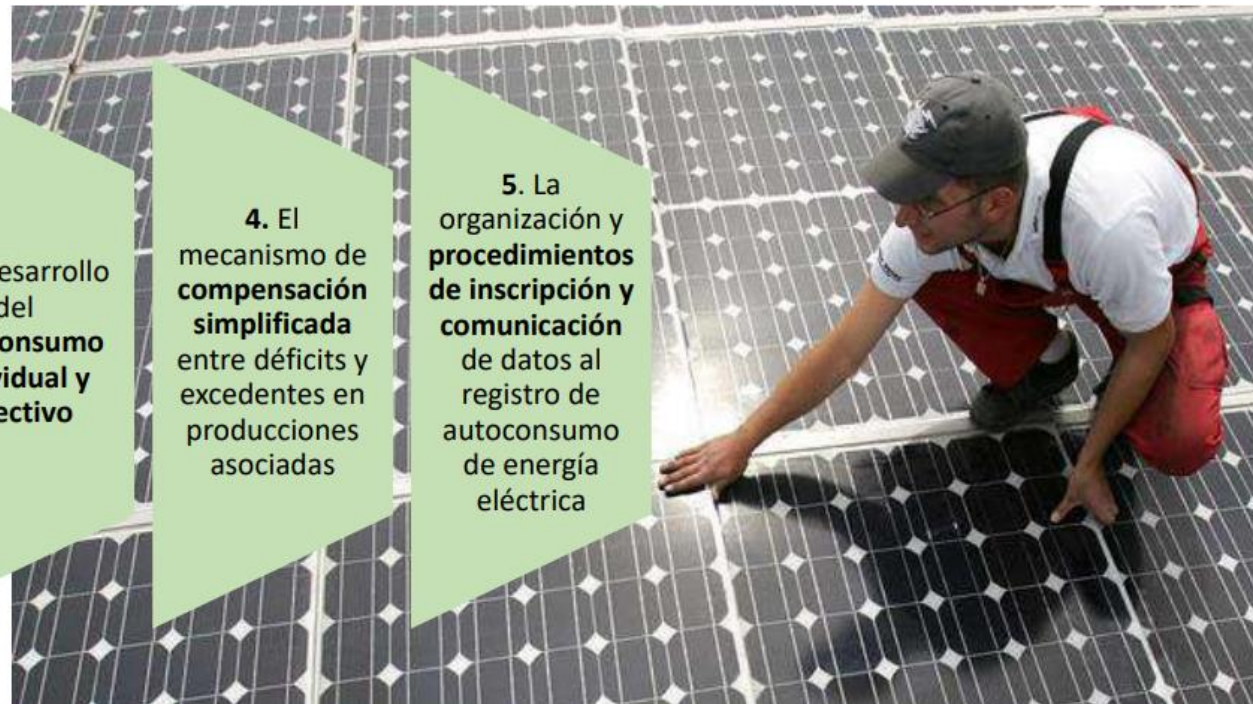 esarrollo
del
onsumo
vidual y
ectivo
4. El
mecanismo de
compensación
simplificada
entre déficits y
excedentes en
producciones
asociadas
5. La
organización y
procedimientos
de inscripción y
comunicación
de datos al
registro de
autoconsumo
de energía
eléctrica